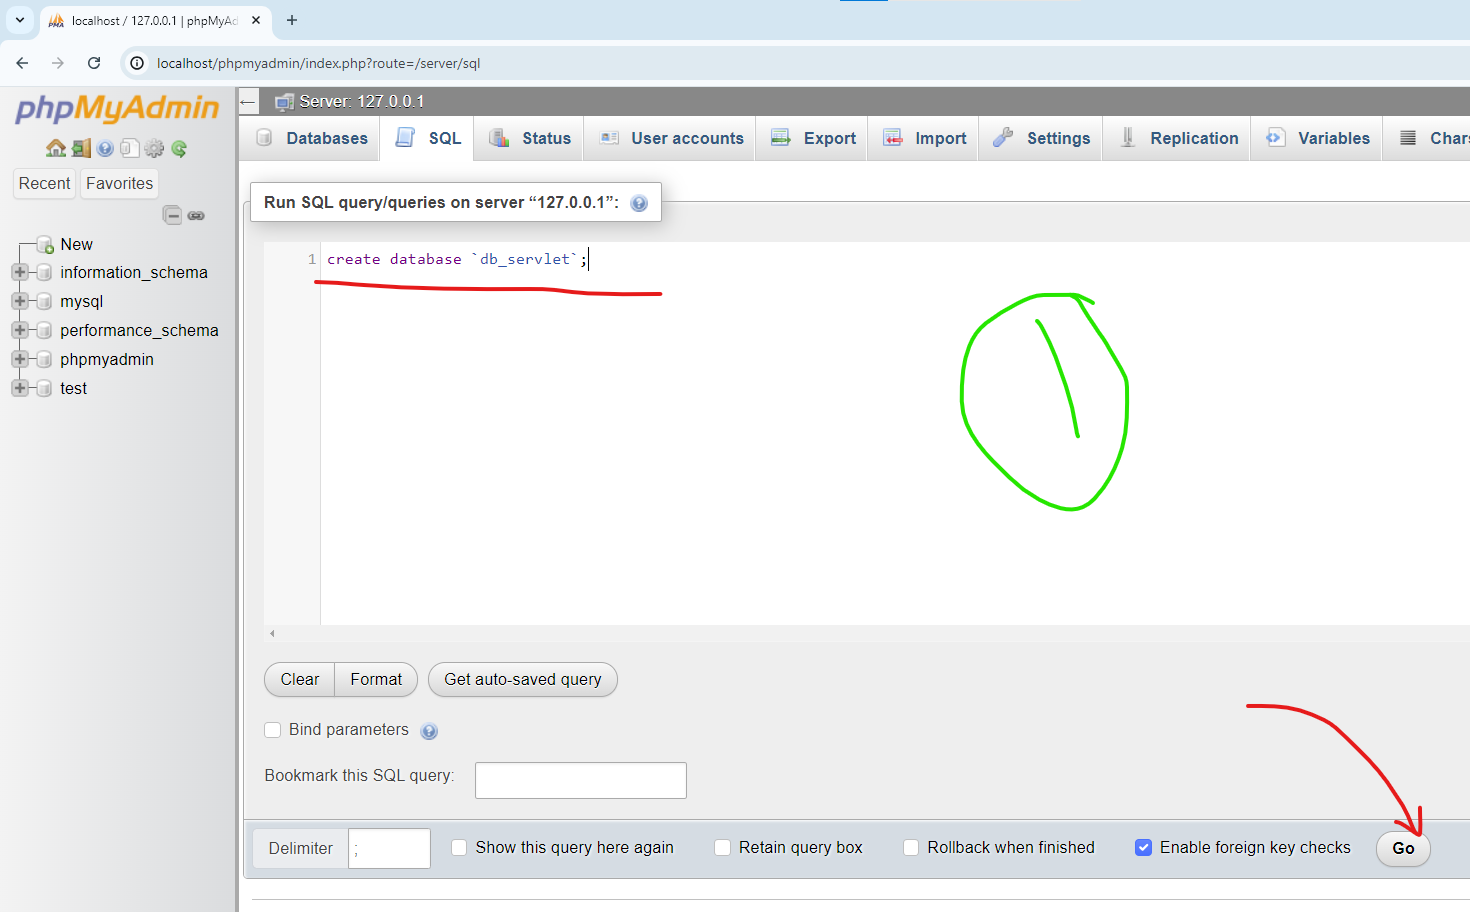 localhost / 127.0.0.1 | phpMyAd
localhost/phpmyadmin/index.php?route=/server/sql
phpMyAdmin
Recent
Favorites
New
information_schema
mysql
performance_schema
phpmyadmin
test
Server: 127.0.0.1
Databases
SQL
Status
User accounts
Export
Import
Settings
Replication
Variables
Chars
Run SQL query/queries on server “127.0.0.1”:
1 create database `db_servlet`;
1
Clear
Format
Get auto-saved query
Bind parameters
Bookmark this SQL query:
Delimiter ;
Show this query here again
Retain query box
Rollback when finished
Enable foreign key checks
Go